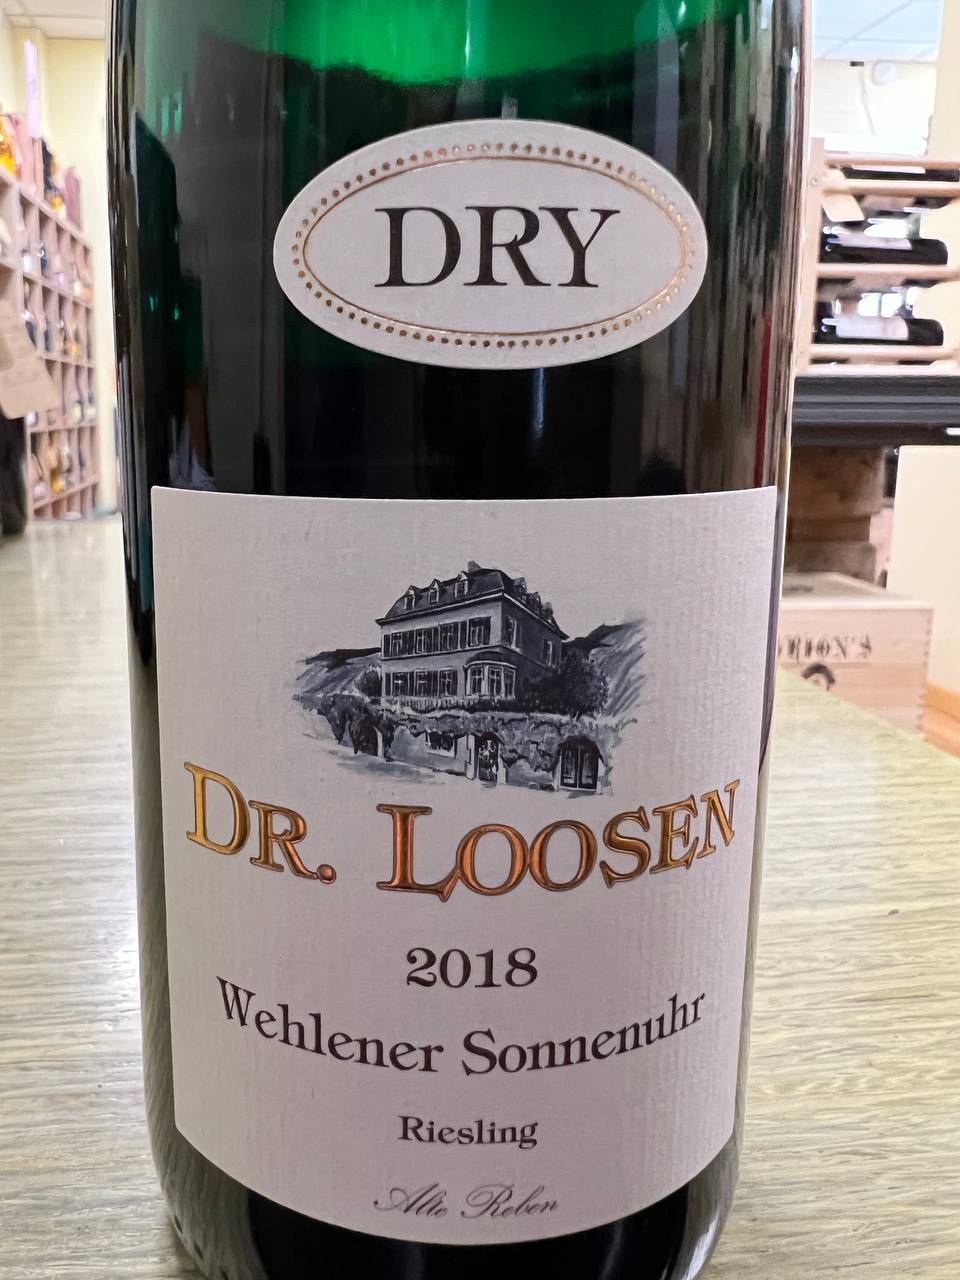 DRY
DR. LOOSEN
2018
Wehlener Sonnenuhr
Riesling
Alte Reben